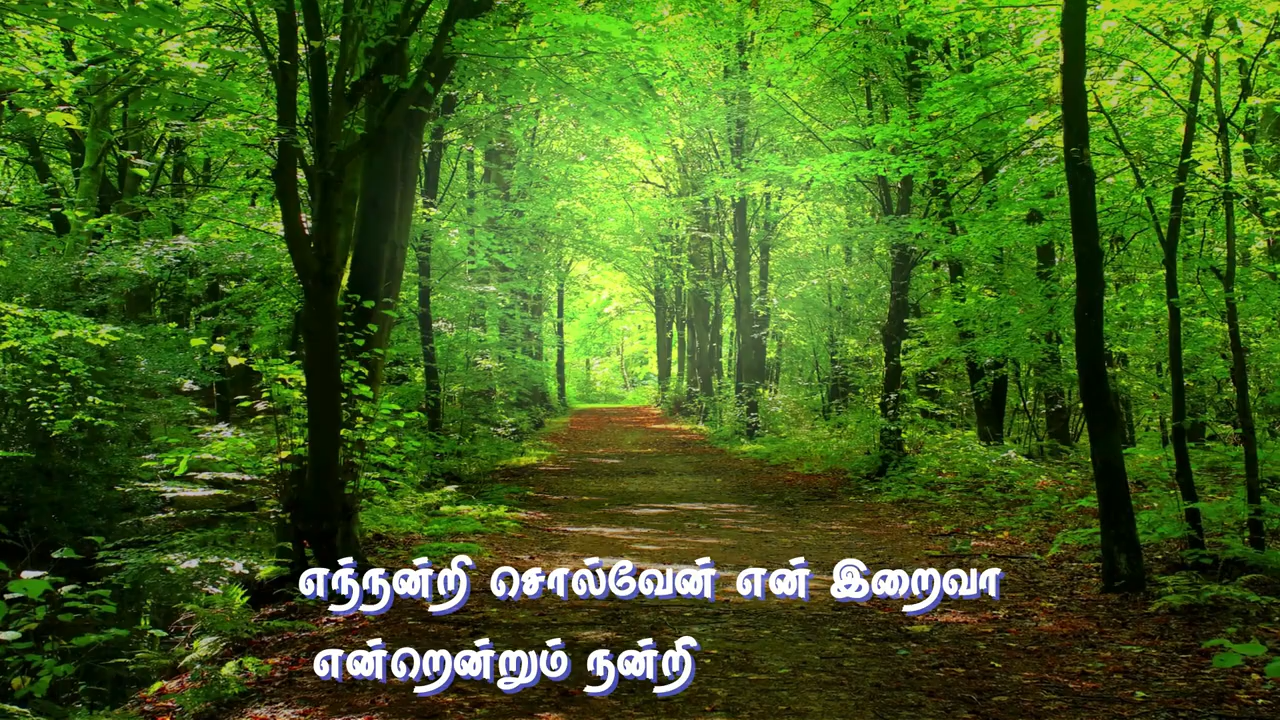 எந்நன்றி சொல்வேன் என் இறைவா
என்றென்றும் நன்றி